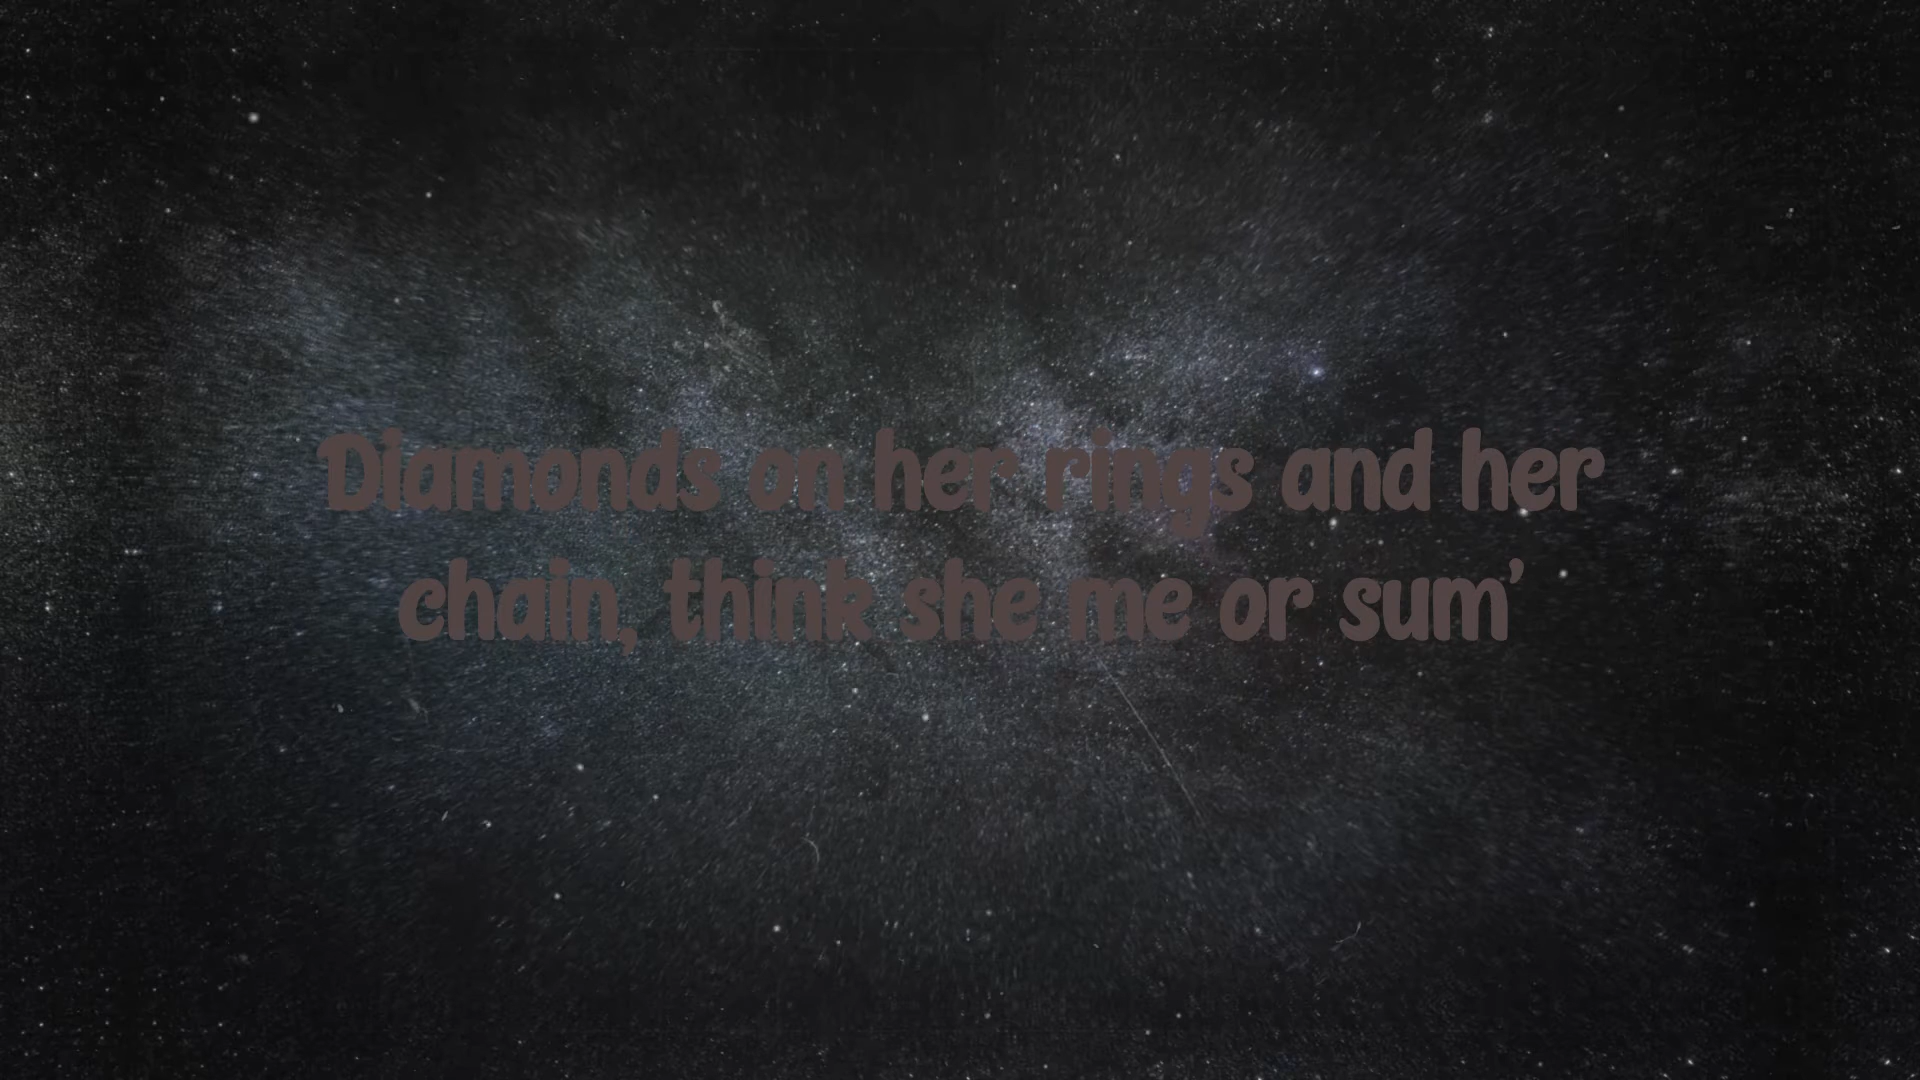 Diamonds on her rings and her
chain, think she me or sum’